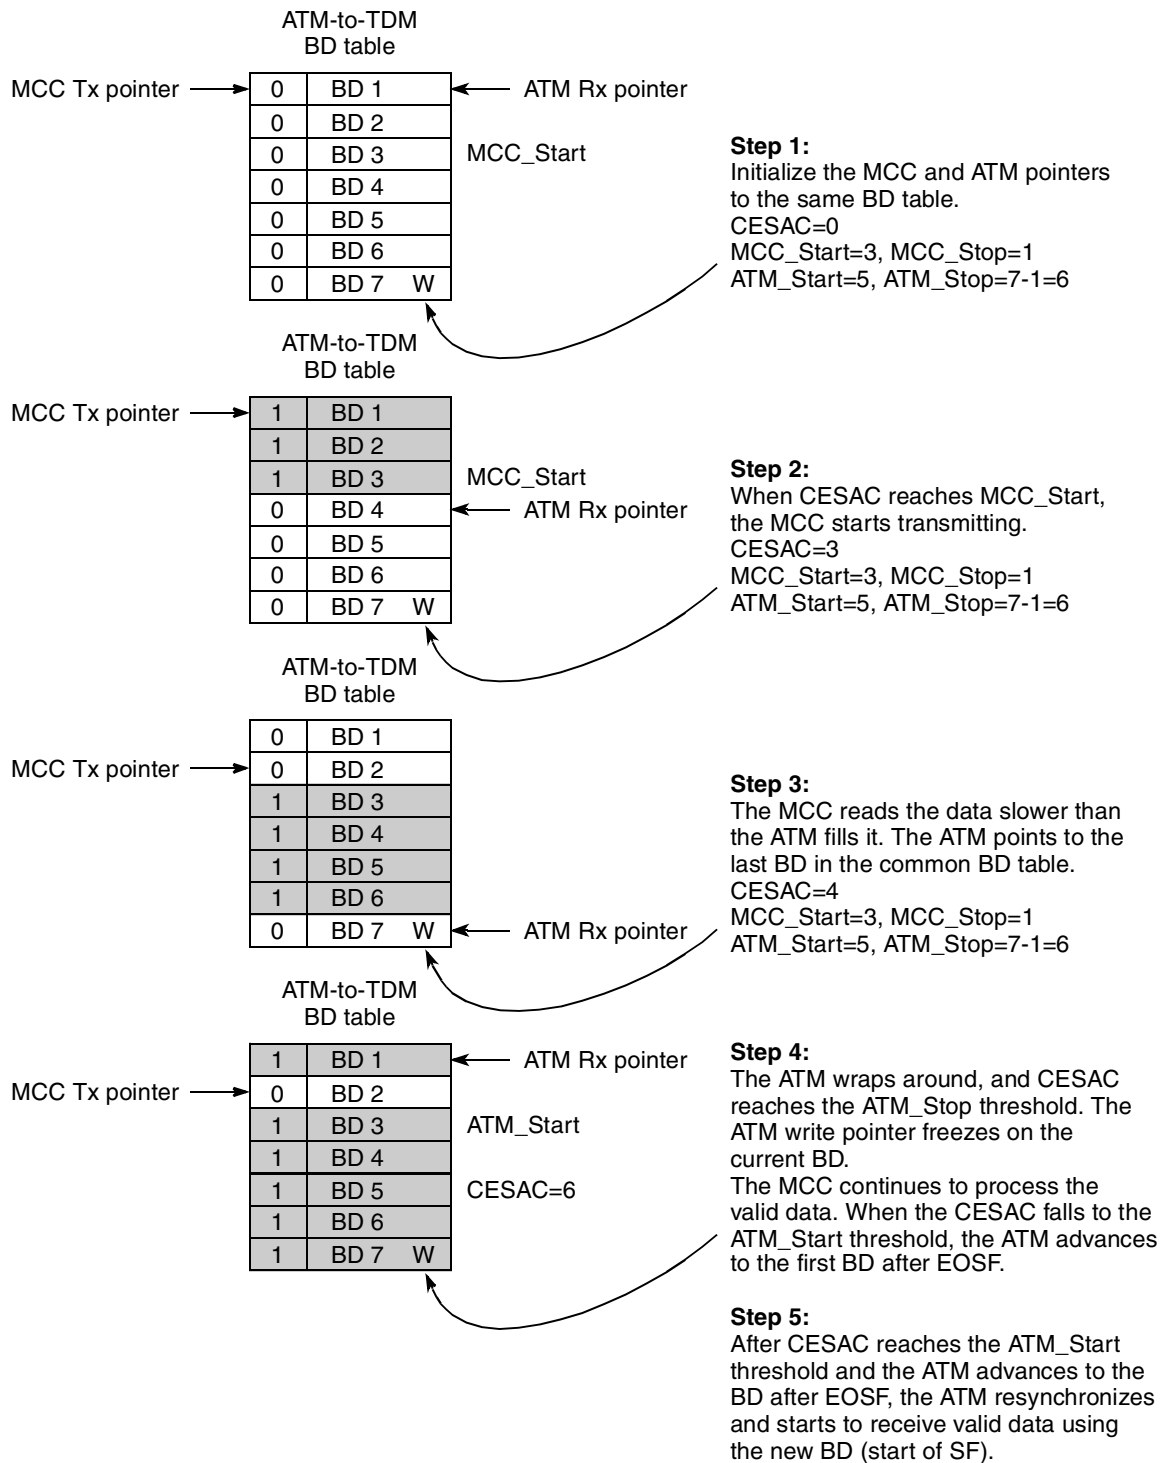 ATM-to-TDM
BD table
MCC Tx pointer
0 BD 1
ATM Rx pointer
0 BD 2
0 BD 3
MCC_Start
0 BD 4
0 BD 5
0 BD 6
0 BD 7 W
Step 1:
Initialize the MCC and ATM pointers
to the same BD table.
CESAC=0
MCC_Start=3, MCC_Stop=1
ATM_Start=5, ATM_Stop=7-1=6
ATM-to-TDM
BD table
MCC Tx pointer
1 BD 1
1 BD 2
1 BD 3
MCC_Start
0 BD 4
ATM Rx pointer
0 BD 5
0 BD 6
0 BD 7 W
Step 2:
When CESAC reaches MCC_Start,
the MCC starts transmitting.
CESAC=3
MCC_Start=3, MCC_Stop=1
ATM_Start=5, ATM_Stop=7-1=6
ATM-to-TDM
BD table
0 BD 1
MCC Tx pointer
0 BD 2
1 BD 3
1 BD 4
1 BD 5
1 BD 6
0 BD 7 W
ATM Rx pointer
Step 3:
The MCC reads the data slower than
the ATM fills it. The ATM points to the
last BD in the common BD table.
CESAC=4
MCC_Start=3, MCC_Stop=1
ATM_Start=5, ATM_Stop=7-1=6
ATM-to-TDM
BD table
1 BD 1
ATM Rx pointer
MCC Tx pointer
0 BD 2
1 BD 3
ATM_Start
1 BD 4
1 BD 5
CESAC=6
1 BD 6
1 BD 7 W
Step 4:
The ATM wraps around, and CESAC
reaches the ATM_Stop threshold. The
ATM write pointer freezes on the
current BD.
The MCC continues to process the
valid data. When the CESAC falls to the
ATM_Start threshold, the ATM advances
to the first BD after EOSF.
Step 5:
After CESAC reaches the ATM_Start
threshold and the ATM advances to the
BD after EOSF, the ATM resynchronizes
and starts to receive valid data using
the new BD (start of SF).